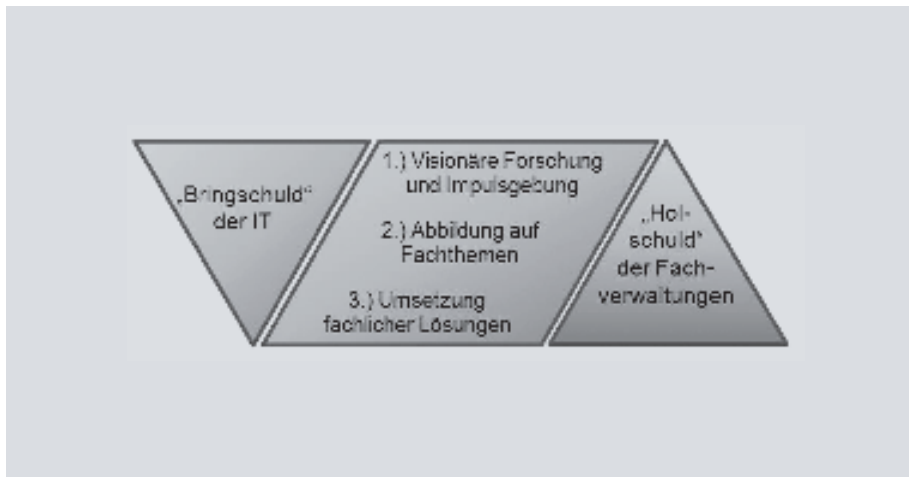 „Bringschuld“
der IT
1.) Visionäre Forschung
und Impulsgebung
2.) Abbildung auf
Fachthemen
3.) Umsetzung
fachlicher Lösungen
„Hol-
schuld“
der Fach-
verwaltungen